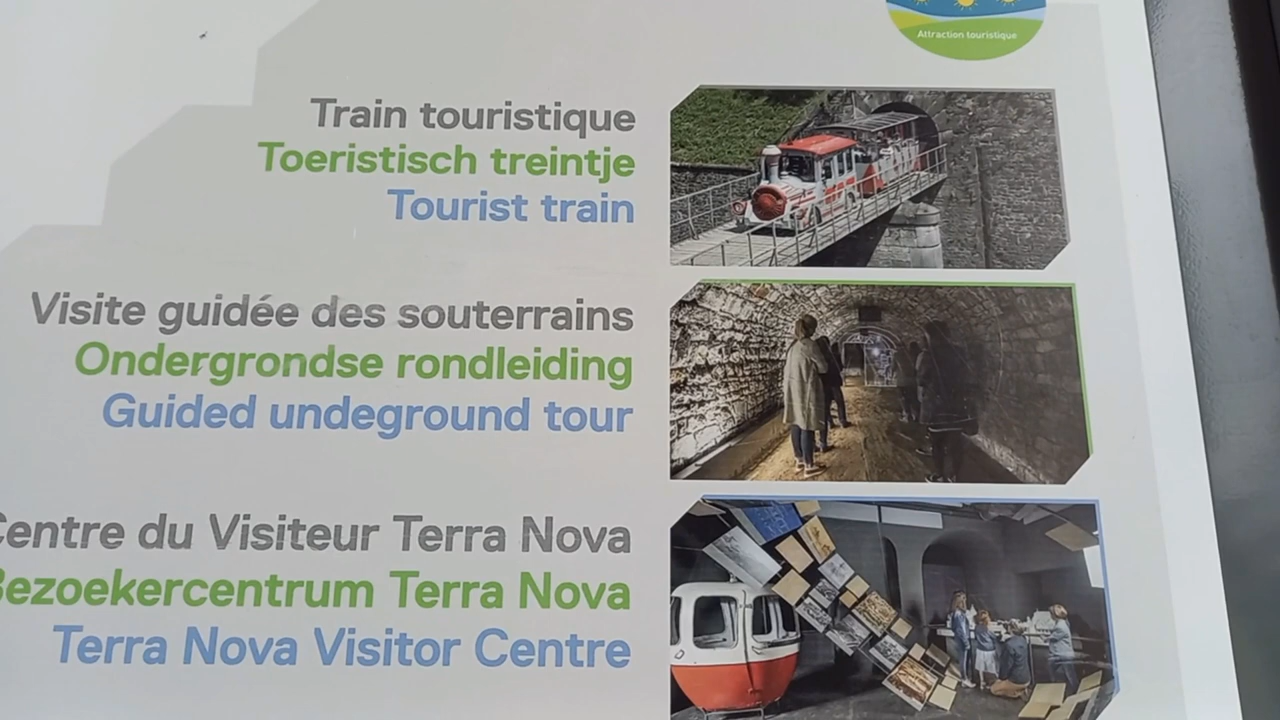 Attraction touristique
Train touristique
Toeristisch treintje
Tourist train
Visite guidée des souterrains
Ondergrondse rondleiding
Guided undeground tour
Centre du Visiteur Terra Nova
Bezoekercentrum Terra Nova
Terra Nova Visitor Centre